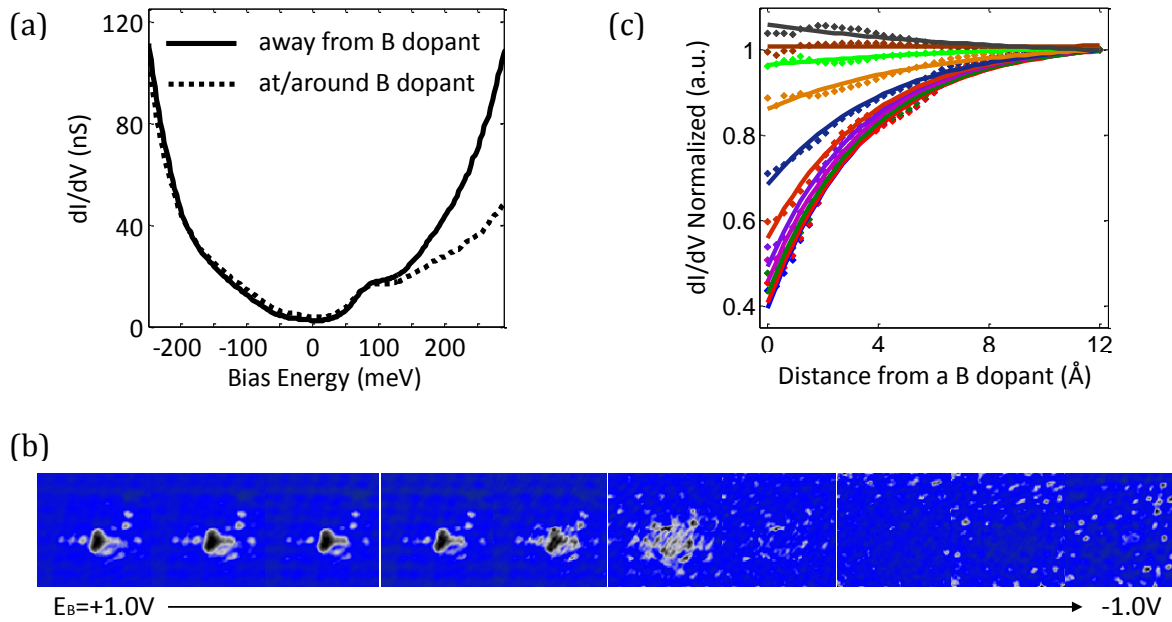 (a)
120
80
40
0
dI/dV (nS)
away from B dopant
at/around B dopant
-200 -100 0 100 200
Bias Energy (meV)
(c)
1
0.8
0.6
0.4
dI/dV Normalized (a.u.)
0 4 8 12
Distance from a B dopant (Å)
(b)
EB=+1.0V -1.0V